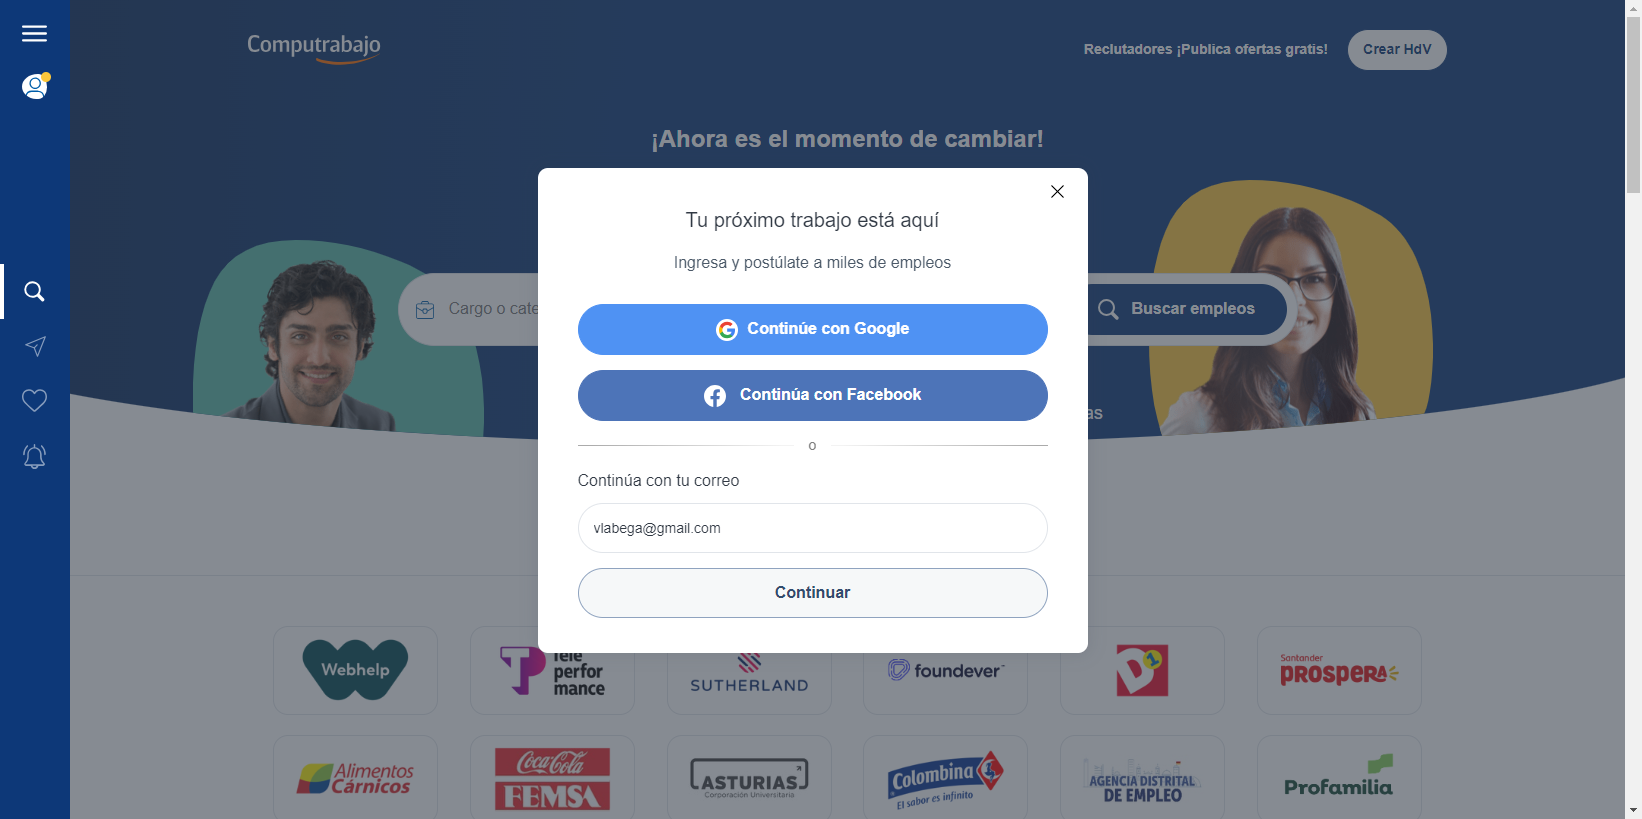 Computrabajo
Reclutadores ¡Publica ofertas gratis!
Crear HdV
¡Ahora es el momento de cambiar!
Tu próximo trabajo está aquí
Ingresa y postúlate a miles de empleos
Cargo o cate
Buscar empleos
Continúe con Google
Continúa con Facebook
as
o
Continúa con tu correo
vlabega@gmail.com
Continuar
Webhelp
Tele
perfor
mance
SUTHERLAND
foundever
D1
Santander
PROSPERA
Alimentos
Cárnicos
Coca-Cola
FEMSA
ASTURIAS
Corporación Universitaria
Colombina
El sabor es infinito
AGENCIA DISTRITAL
DE EMPLEO
Profamilia